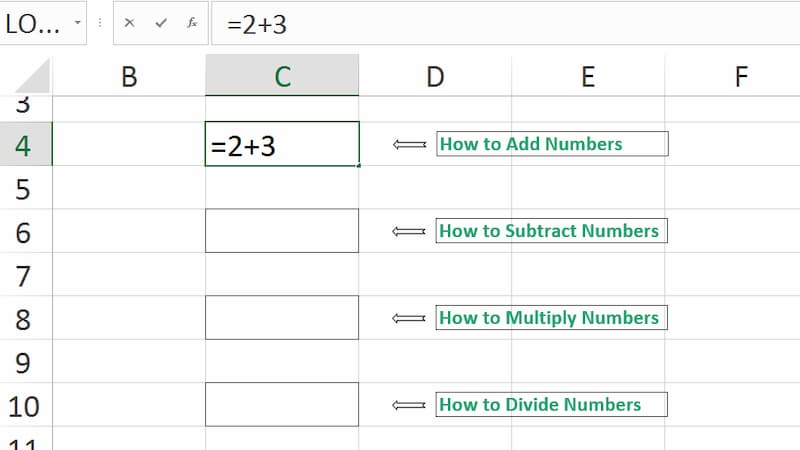 LO... fx =2+3
B C D E F
3
4 =2+3 How to Add Numbers
5
6 How to Subtract Numbers
7
8 How to Multiply Numbers
9
10 How to Divide Numbers
11